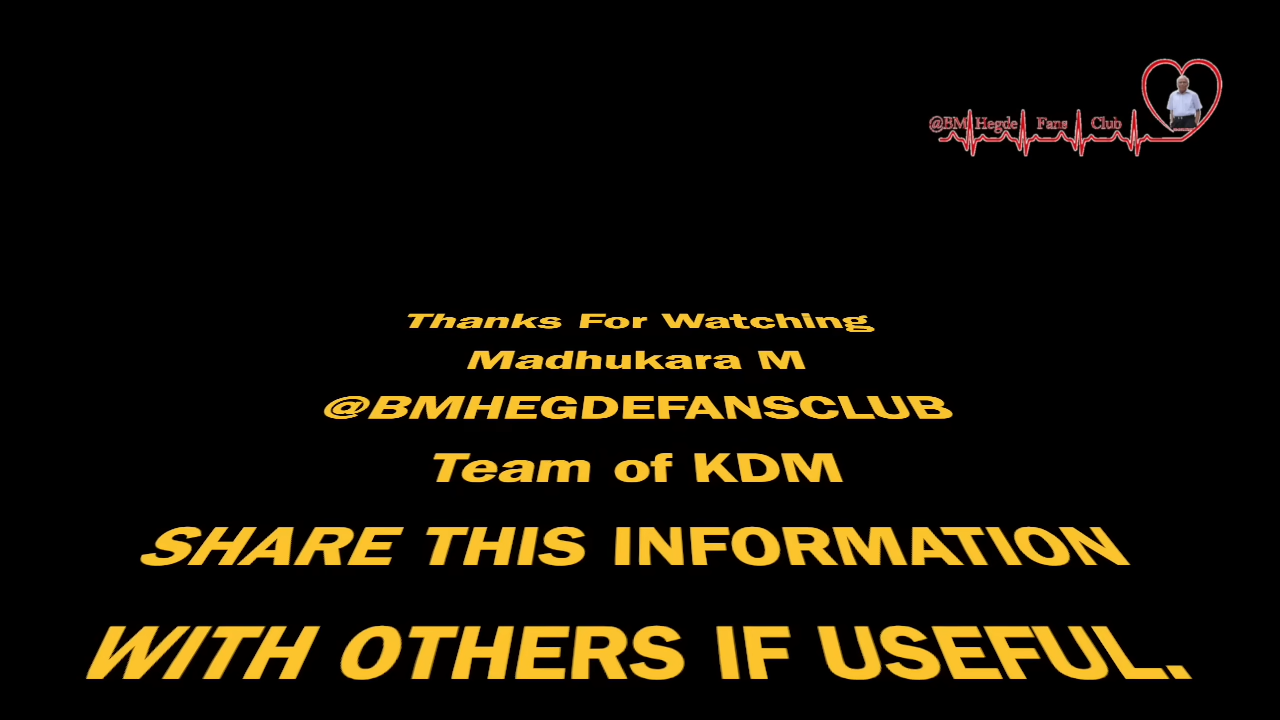 @BM Hegde Fans Club
Thanks For Watching
Madhukara M
@BMHEGDEFANSCLUB
Team of KDM
SHARE THIS INFORMATION
WITH OTHERS IF USEFUL.